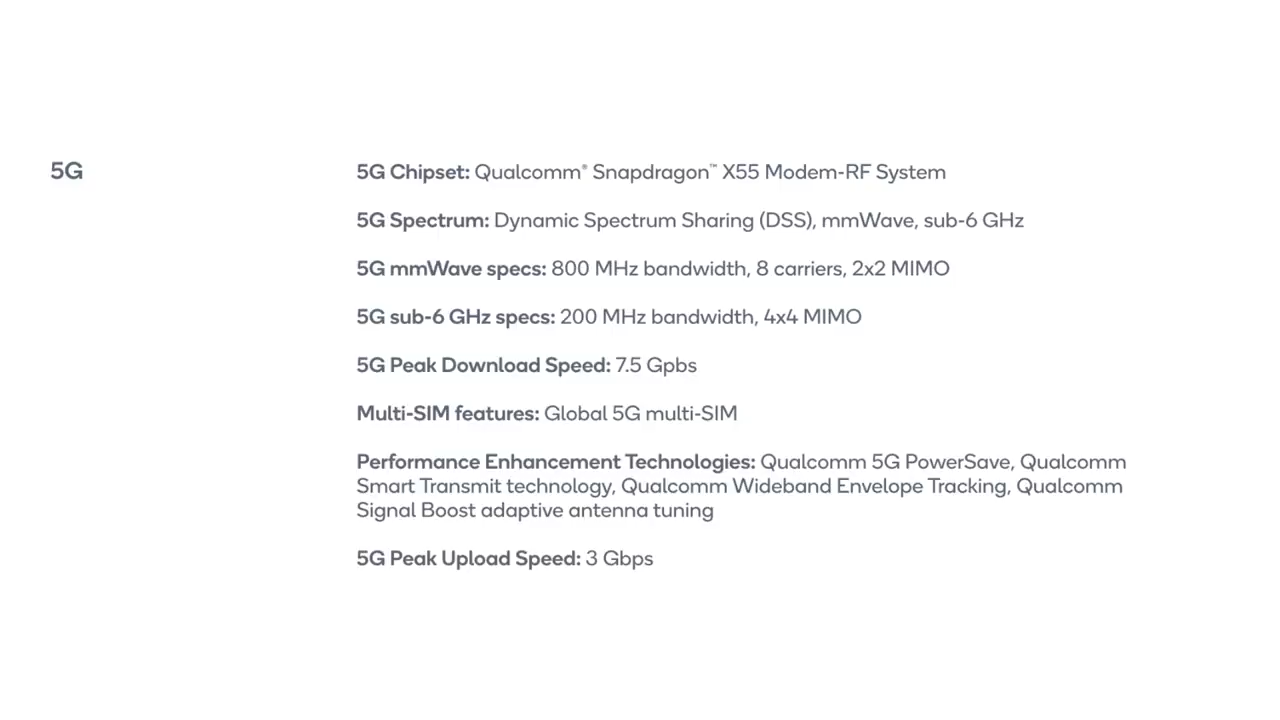 5G
5G Chipset: Qualcomm® Snapdragon™ X55 Modem-RF System
5G Spectrum: Dynamic Spectrum Sharing (DSS), mmWave, sub-6 GHz
5G mmWave specs: 800 MHz bandwidth, 8 carriers, 2x2 MIMO
5G sub-6 GHz specs: 200 MHz bandwidth, 4x4 MIMO
5G Peak Download Speed: 7.5 Gpbs
Multi-SIM features: Global 5G multi-SIM
Performance Enhancement Technologies: Qualcomm 5G PowerSave, Qualcomm
Smart Transmit technology, Qualcomm Wideband Envelope Tracking, Qualcomm
Signal Boost adaptive antenna tuning
5G Peak Upload Speed: 3 Gbps